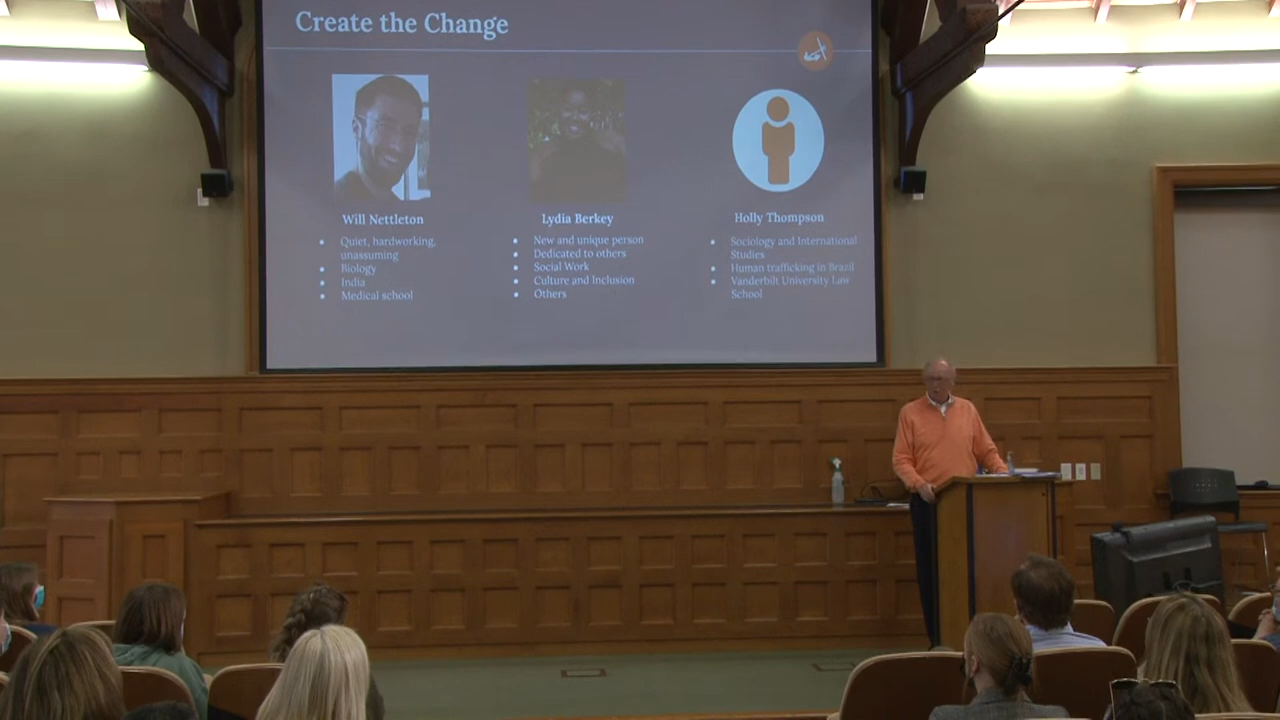 Create the Change
Will Nettleton
Quiet, hardworking,
unassuming
Biology
India
Medical school
Lydia Berkey
New and unique person
Dedicated to others
Social Work
Culture and Inclusion
Others
Holly Thompson
Sociology and International
Studies
Human trafficking in Brazil
Vanderbilt University Law
School